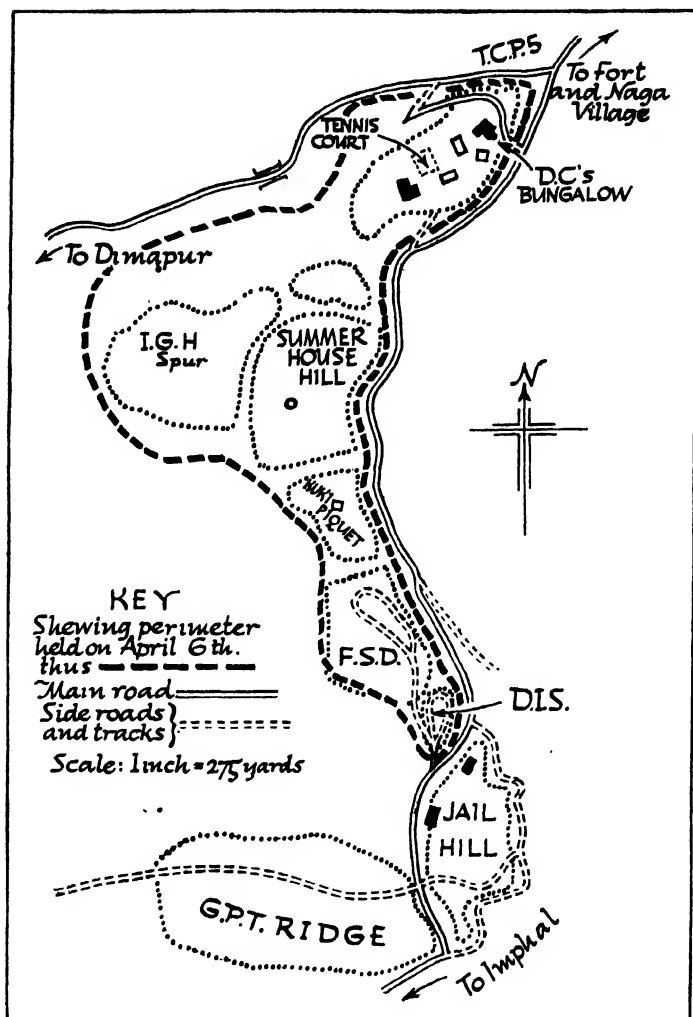 T.C.P.5
To Fort
and Naga
Village
TENNIS
COURT
D.C's
BUNGALOW
To Dimapur
I.G.H
Spur
SUMMER
HOUSE
HILL
N
KUKI
PIQUET
KEY
Shewing perimeter
held on April 6th.
thus
Main road
Side roads
and tracks
Scale: 1 inch = 275 yards
F.S.D.
D.I.S.
JAIL
HILL
G.P.T. RIDGE
To Imphal